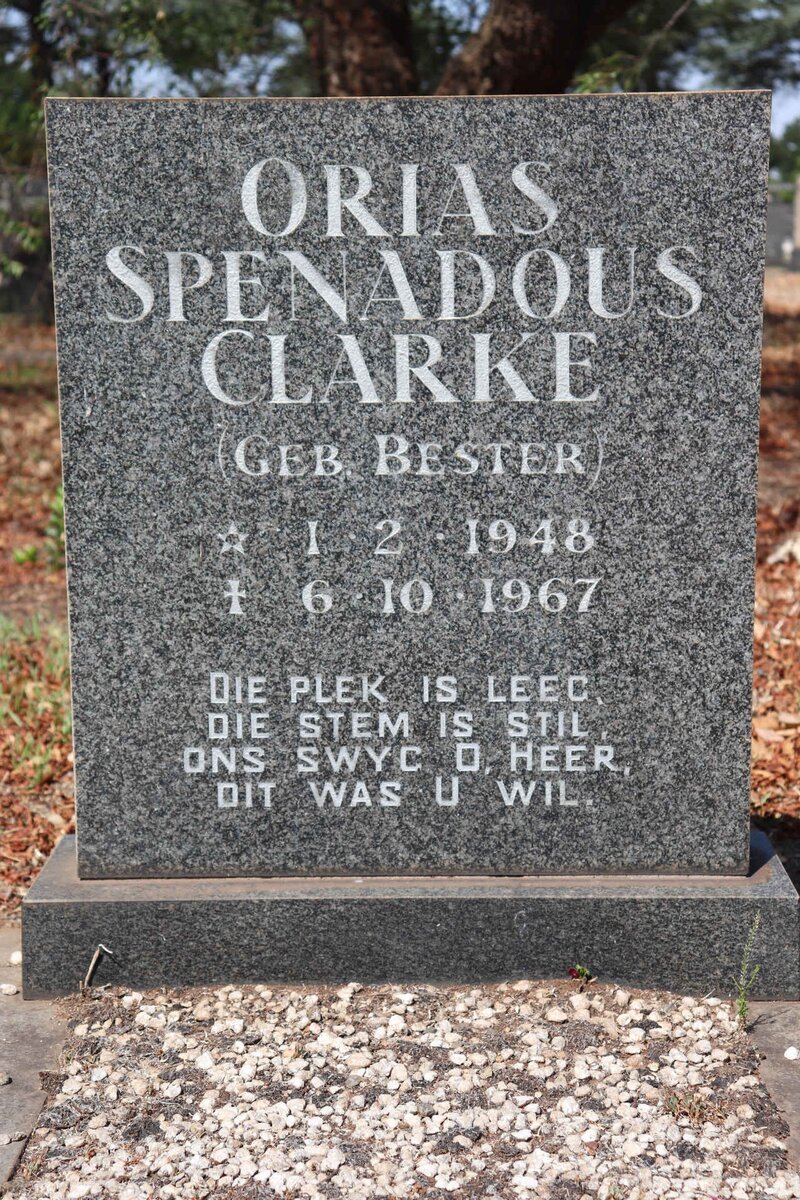 ORIAS
SPENADOUS
CLARKE
(GEB. BESTER)
☆ 1 · 2 · 1948
✝ 6 · 10 · 1967
DIE PLEK IS LEEG,
DIE STEM IS STIL,
ONS SWYG O, HEER,
DIT WAS U WIL.